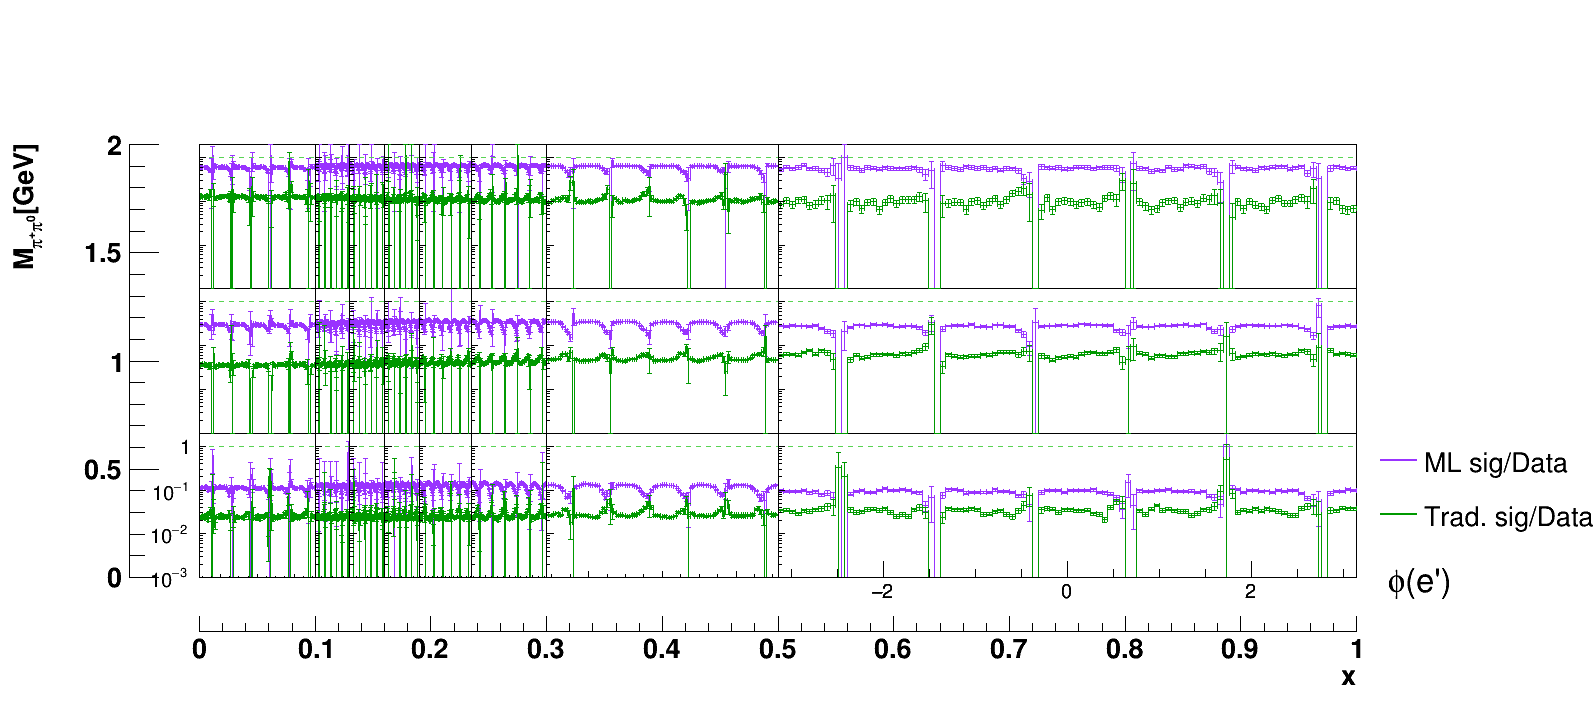 M π⁺π⁰ [GeV]
2
1.5
1
0.5
0
1
10⁻¹
10⁻²
10⁻³
ML sig/Data
Trad. sig/Data
−2 0 2
ϕ(e')
0 0.1 0.2 0.3 0.4 0.5 0.6 0.7 0.8 0.9 1
x